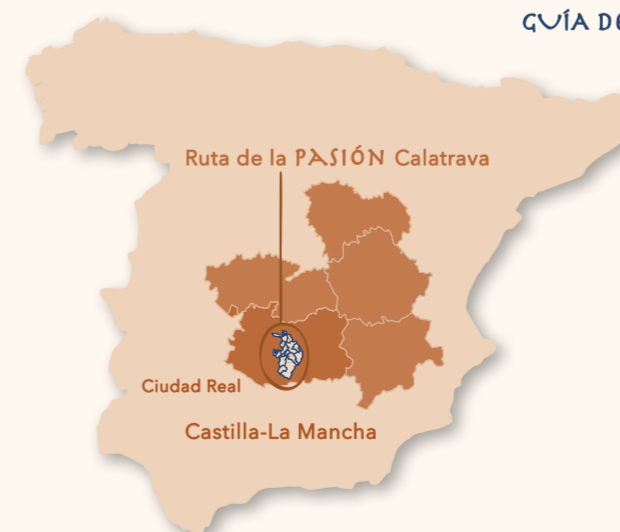 GUÍA DE
Ruta de la PASIÓN Calatrava
Ciudad Real
Castilla-La Mancha